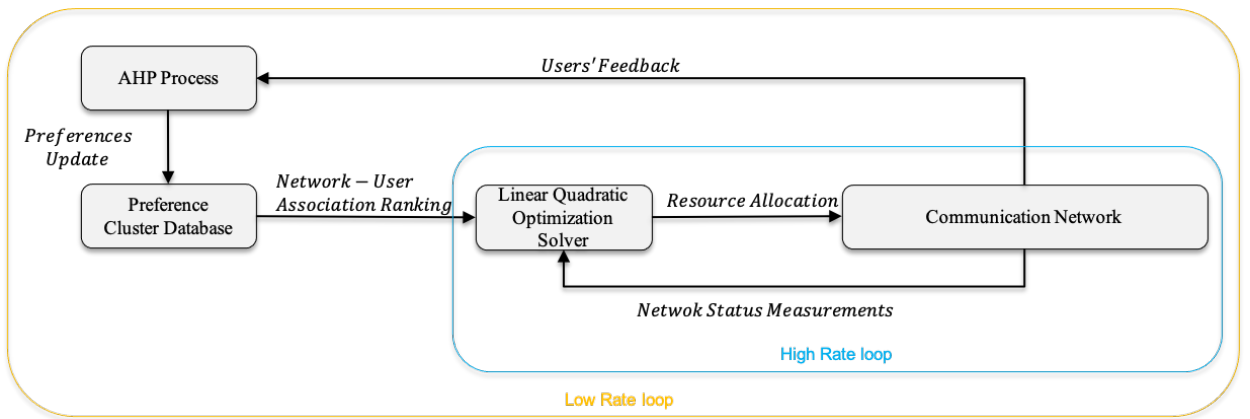 AHP Process
Users' Feedback
Preferences
Update
Preference
Cluster Database
Network – User
Association Ranking
Linear Quadratic
Optimization
Solver
Resource Allocation
Communication Network
Netwok Status Measurements
High Rate loop
Low Rate loop